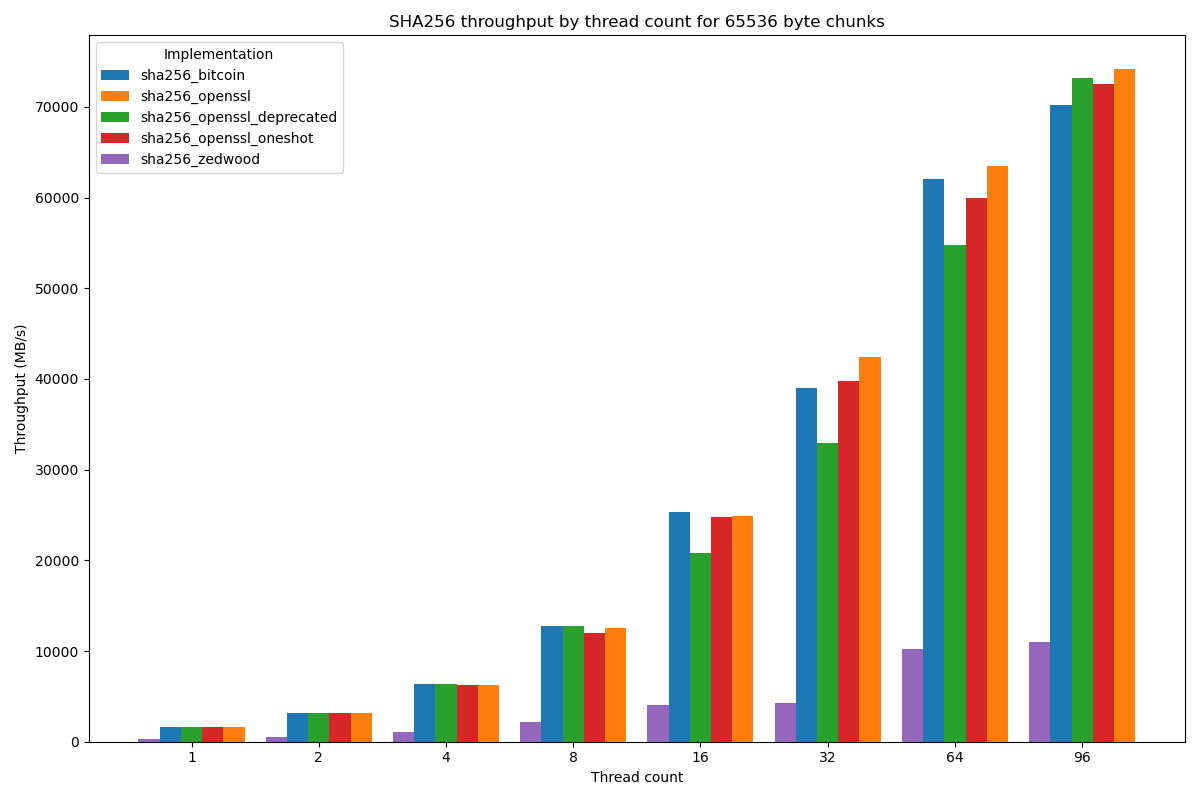 SHA256 throughput by thread count for 65536 byte chunks
Implementation
sha256_bitcoin
sha256_openssl
sha256_openssl_deprecated
sha256_openssl_oneshot
sha256_zedwood
Throughput (MB/s)
70000
60000
50000
40000
30000
20000
10000
0
1 2 4 8 16 32 64 96
Thread count